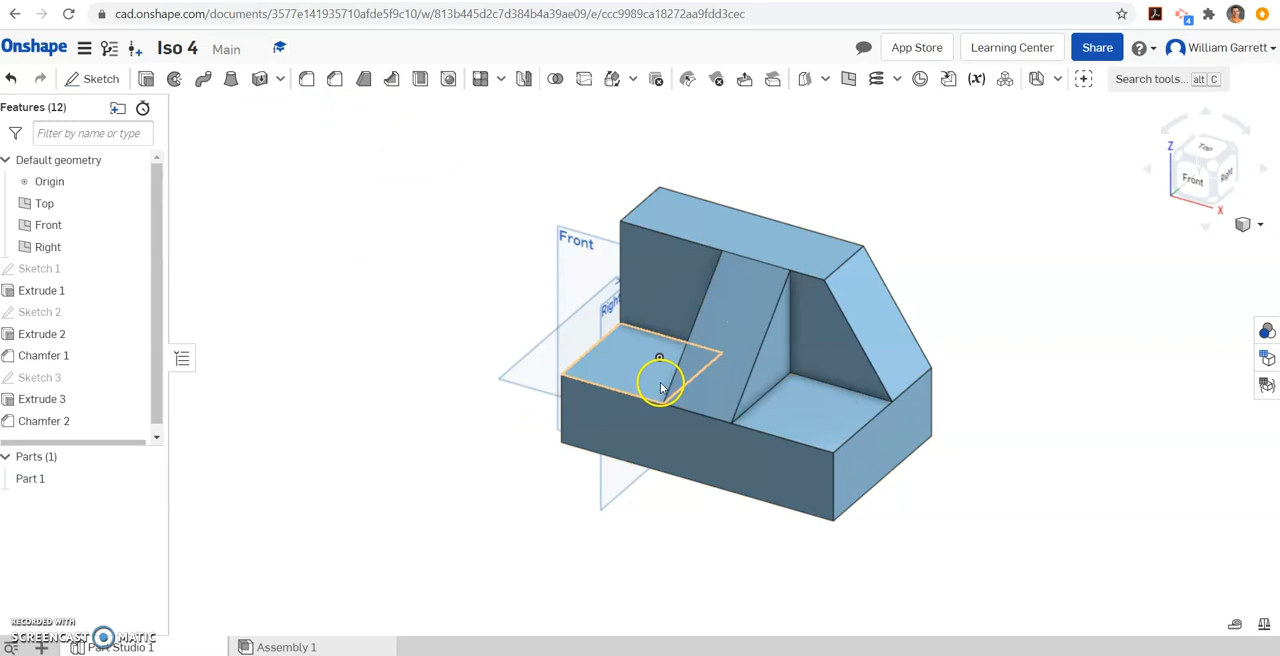 cad.onshape.com/documents/3577e141935710afde5f9c10/w/813b445d2c7d384b4a39ae09/e/ccc9989ca18272aa9fdd3cec
4
Onshape Iso 4 Main App Store Learning Center Share William Garrett
Sketch (x) Search tools... alt C
Features (12)
Filter by name or type
Default geometry
Origin
Top
Front
Right
Sketch 1
Extrude 1
Sketch 2
Extrude 2
Chamfer 1
Sketch 3
Extrude 3
Chamfer 2
Parts (1)
Part 1
Front
Right
Z
Top
Front
Right
X
RECORDED WITH
SCREENCAST MATIC
Part Studio 1
Assembly 1